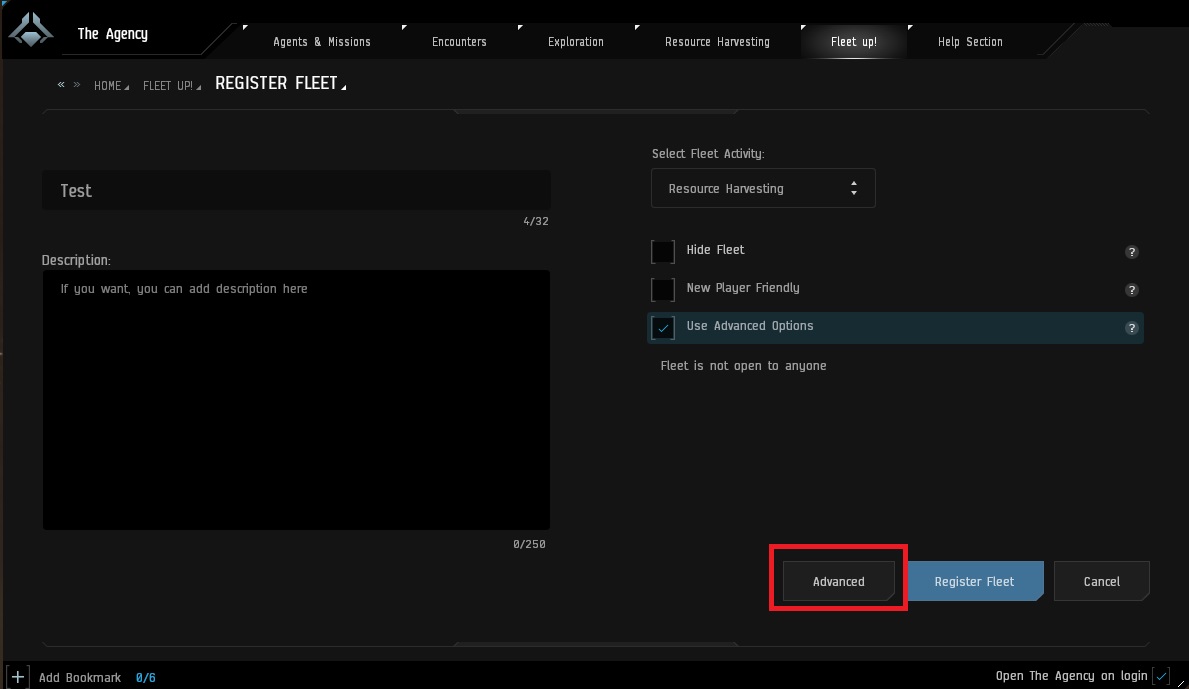 The Agency
Agents & Missions
Encounters
Exploration
Resource Harvesting
Fleet up!
Help Section
« » HOME FLEET UP! REGISTER FLEET
Test
4/32
Description:
If you want, you can add description here
0/250
Select Fleet Activity:
Resource Harvesting
Hide Fleet ?
New Player Friendly ?
Use Advanced Options ?
Fleet is not open to anyone
Advanced
Register Fleet
Cancel
Add Bookmark 0/6
Open The Agency on login